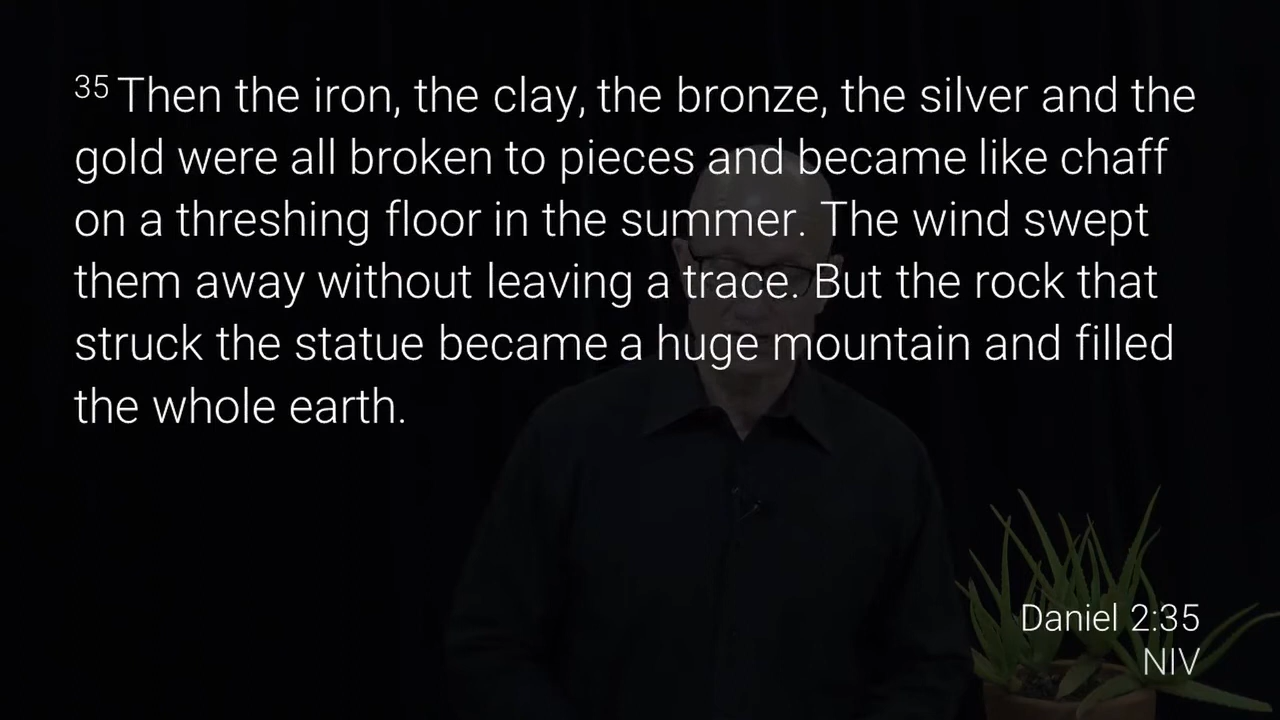 35 Then the iron, the clay, the bronze, the silver and the
gold were all broken to pieces and became like chaff
on a threshing floor in the summer. The wind swept
them away without leaving a trace. But the rock that
struck the statue became a huge mountain and filled
the whole earth.
Daniel 2:35
NIV